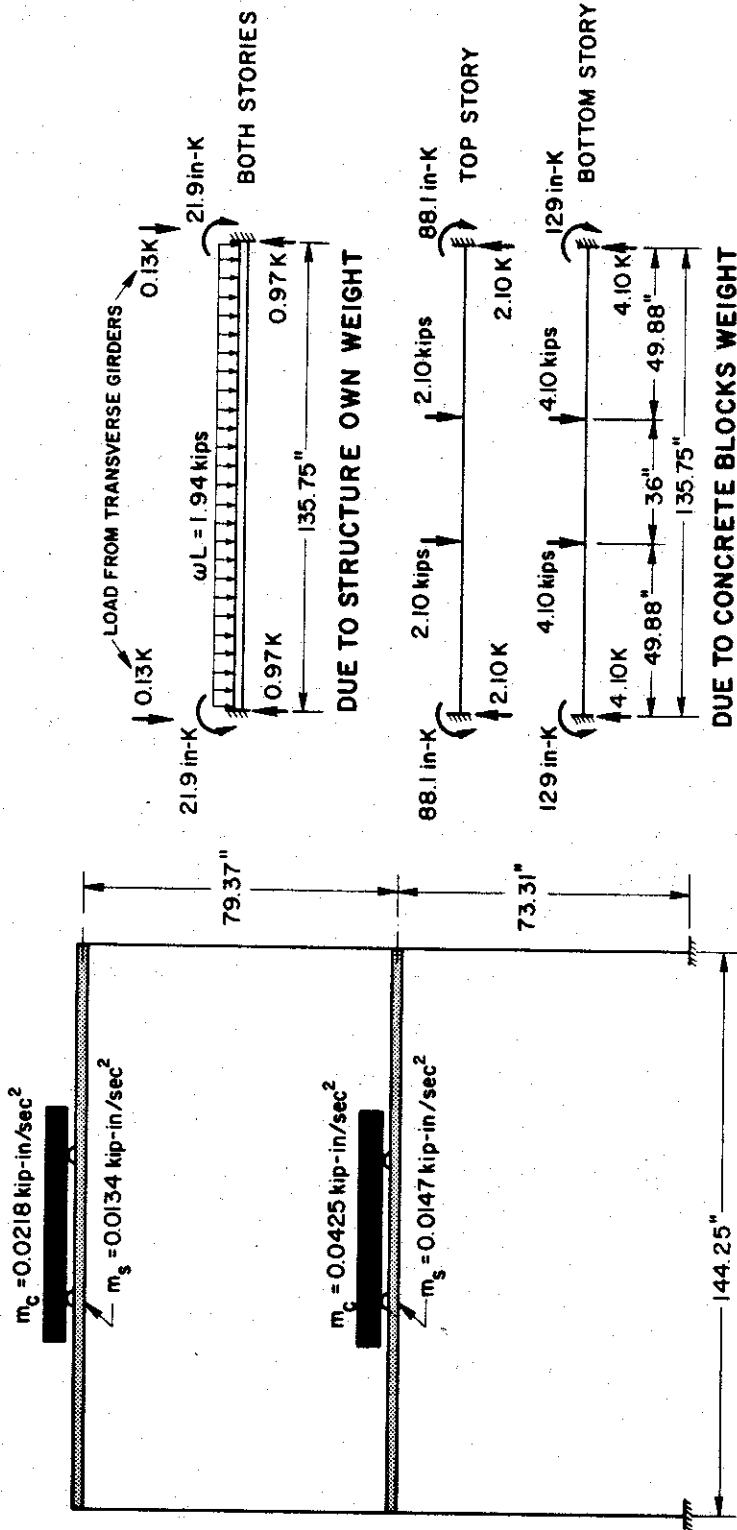 m_c = 0.0218 kip-in/sec²
m_s = 0.0134 kip-in/sec²
79.37"
m_c = 0.0425 kip-in/sec²
m_s = 0.0147 kip-in/sec²
73.31"
144.25"
LOAD FROM TRANSVERSE GIRDERS
0.13K
0.13K
21.9 in-K
ωL = 1.94 kips
21.9 in-K
BOTH STORIES
0.97K
0.97K
135.75"
DUE TO STRUCTURE OWN WEIGHT
88.1 in-K
2.10 kips
2.10 kips
88.1 in-K
TOP STORY
2.10K
2.10K
129 in-K
4.10 kips
4.10 kips
129 in-K
BOTTOM STORY
4.10K
4.10K
49.88"
36"
49.88"
135.75"
DUE TO CONCRETE BLOCKS WEIGHT